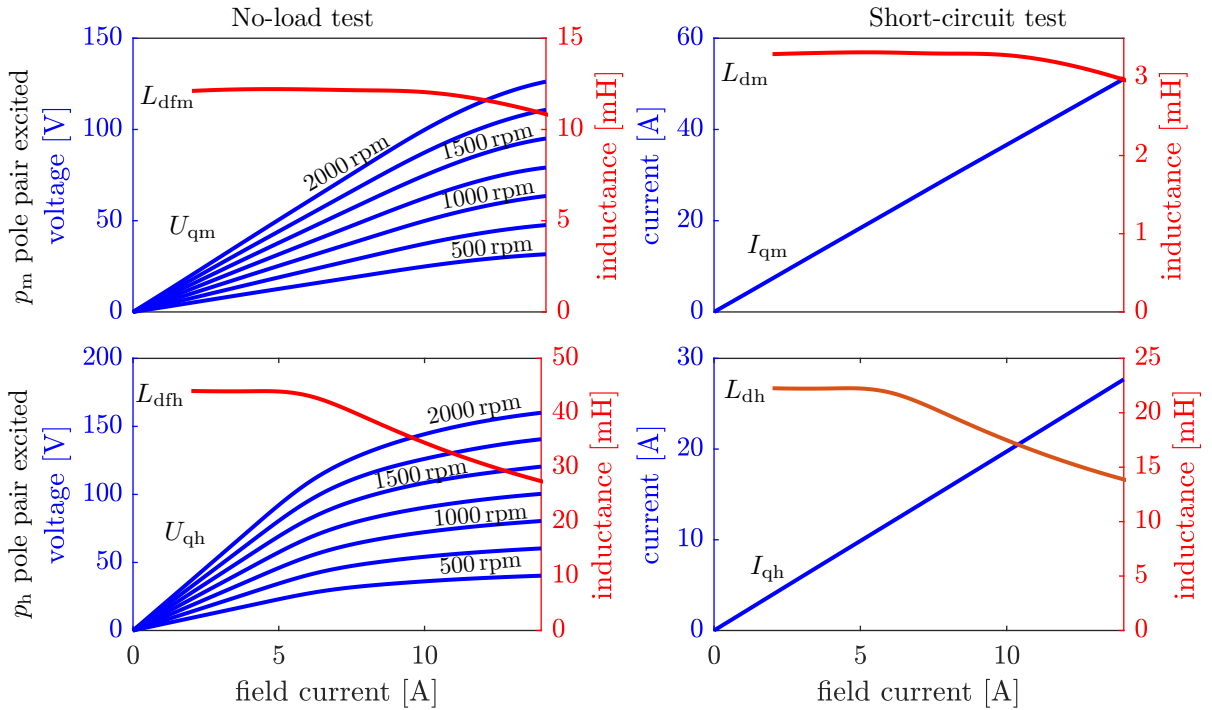 No-load test
Short-circuit test
p_m pole pair excited
voltage [V]
150
100
50
0
L_dfm
U_qm
2000 rpm
1500 rpm
1000 rpm
500 rpm
15
10
5
0
inductance [mH]
current [A]
60
40
20
0
L_dm
I_qm
3
2
1
0
inductance [mH]
p_h pole pair excited
voltage [V]
200
150
100
50
0
L_dfh
U_qh
2000 rpm
1500 rpm
1000 rpm
500 rpm
50
40
30
20
10
0
inductance [mH]
0 5 10
field current [A]
current [A]
30
20
10
0
L_dh
I_qh
25
20
15
10
5
0
inductance [mH]
0 5 10
field current [A]